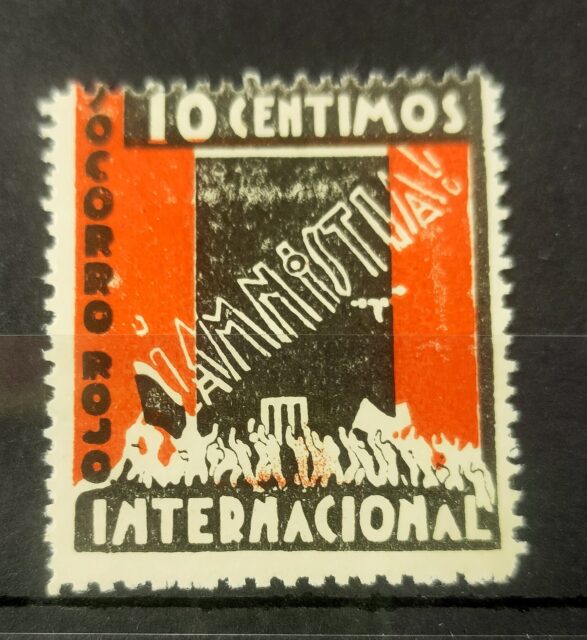 10 CENTIMOS
SOCORRO ROJO
¡AMNISTIA!
INTERNACIONAL